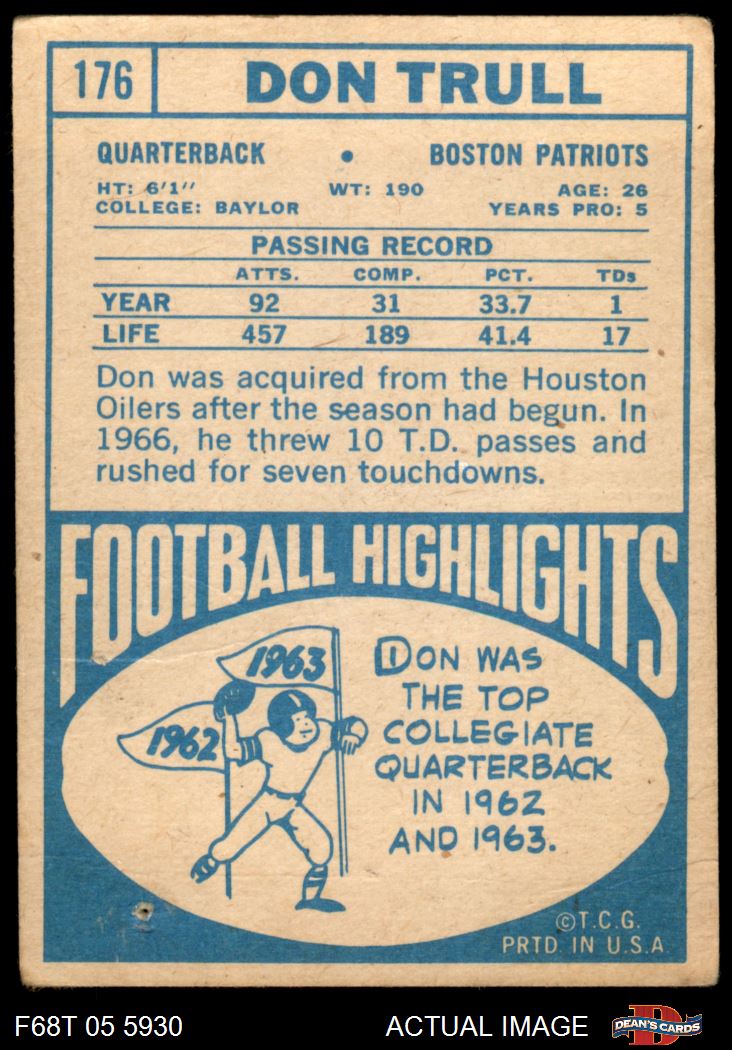 176 DON TRULL
QUARTERBACK • BOSTON PATRIOTS
HT: 6'1" WT: 190 AGE: 26
COLLEGE: BAYLOR YEARS PRO: 5
PASSING RECORD
ATTS. COMP. PCT. TDs
YEAR 92 31 33.7 1
LIFE 457 189 41.4 17
Don was acquired from the Houston
Oilers after the season had begun. In
1966, he threw 10 T.D. passes and
rushed for seven touchdowns.
FOOTBALL HIGHLIGHTS
1963
1962
DON WAS
THE TOP
COLLEGIATE
QUARTERBACK
IN 1962
AND 1963.
©T.C.G.
PRTD. IN U.S.A.
F68T 05 5930 ACTUAL IMAGE D DEAN'S CARDS